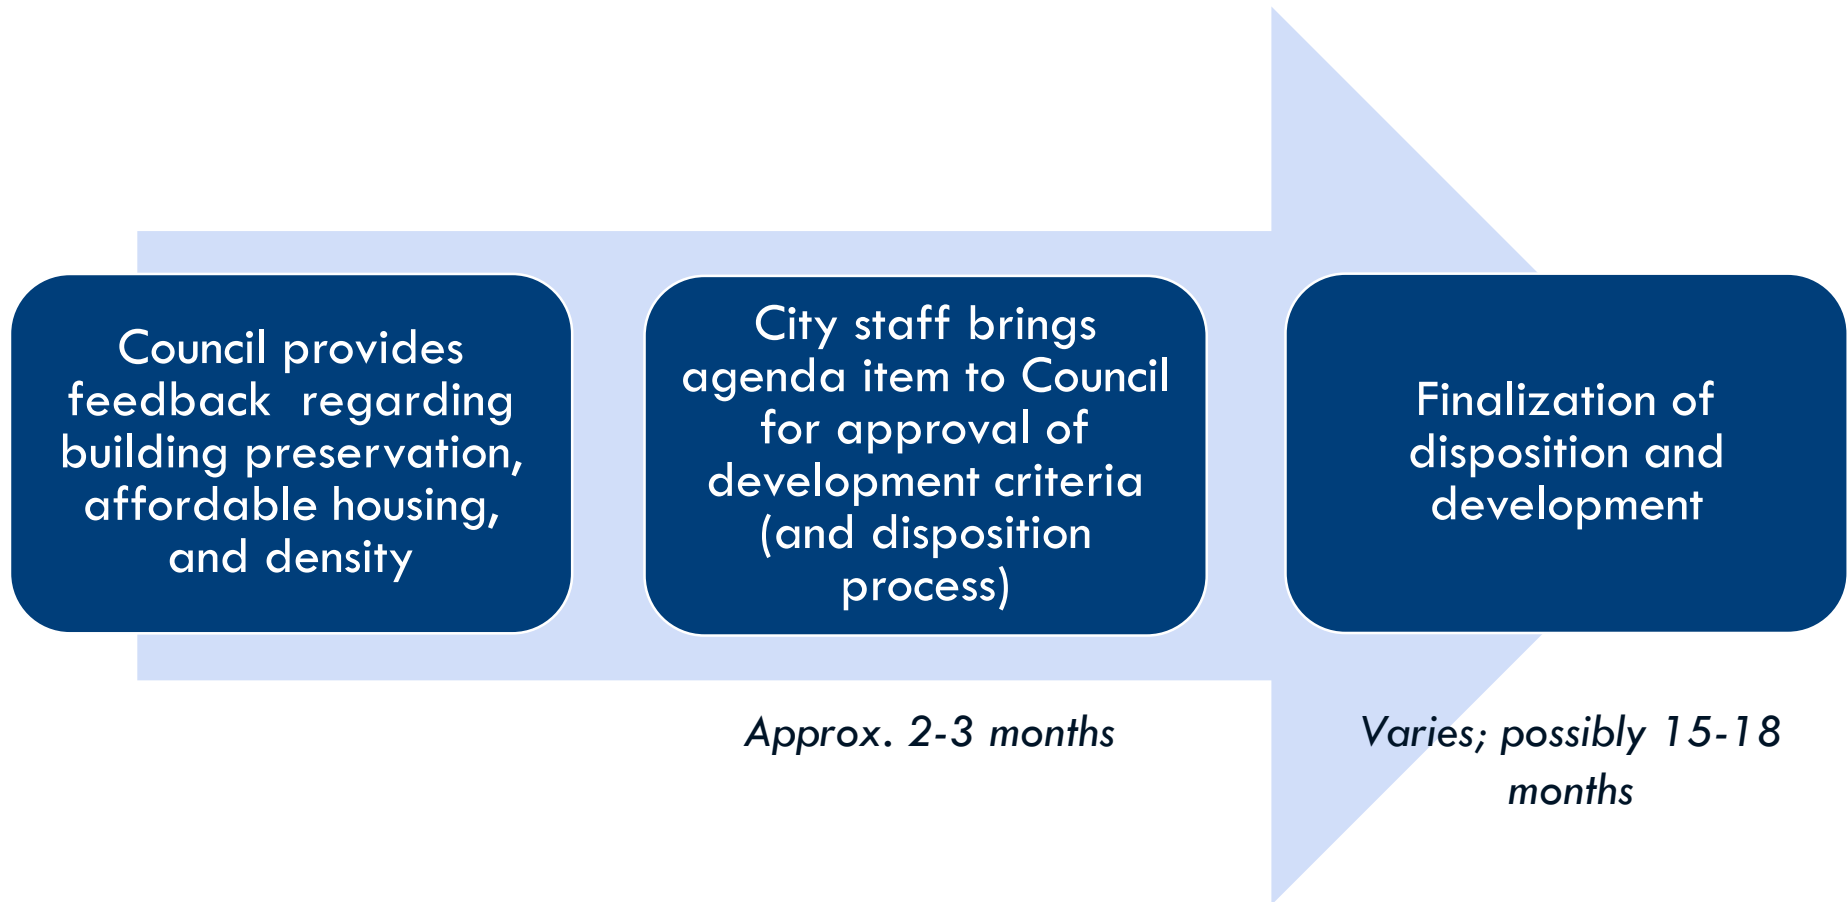 Council provides
feedback  regarding
building preservation,
affordable housing,
and density
City staff brings
agenda item to Council
for approval of
development criteria
(and disposition
process)
Finalization of
disposition and
development
Approx. 2-3 months
Varies; possibly 15-18
months